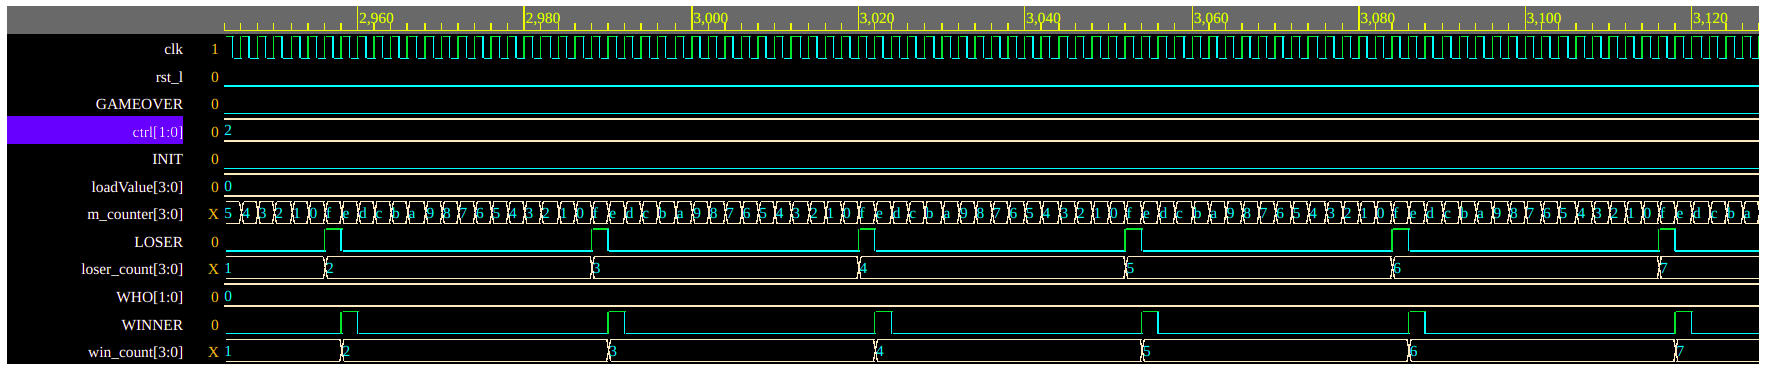 2,960 2,980 3,000 3,020 3,040 3,060 3,080 3,100 3,120
clk 1
rst_l 0
GAMEOVER 0
ctrl[1:0] 0 2
INIT 0
loadValue[3:0] 0 0
m_counter[3:0] X 5 4 3 2 1 0 f e d c b a 9 8 7 6 5 4 3 2 1 0 f e d c b a 9 8 7 6 5 4 3 2 1 0 f e d c b a 9 8 7 6 5 4 3 2 1 0 f e d c b a 9 8 7 6 5 4 3 2 1 0 f e d c b a 9 8 7 6 5 4 3 2 1 0 f e d c b a
LOSER 0
loser_count[3:0] X 1 2 3 4 5 6 7
WHO[1:0] 0 0
WINNER 0
win_count[3:0] X 1 2 3 4 5 6 7